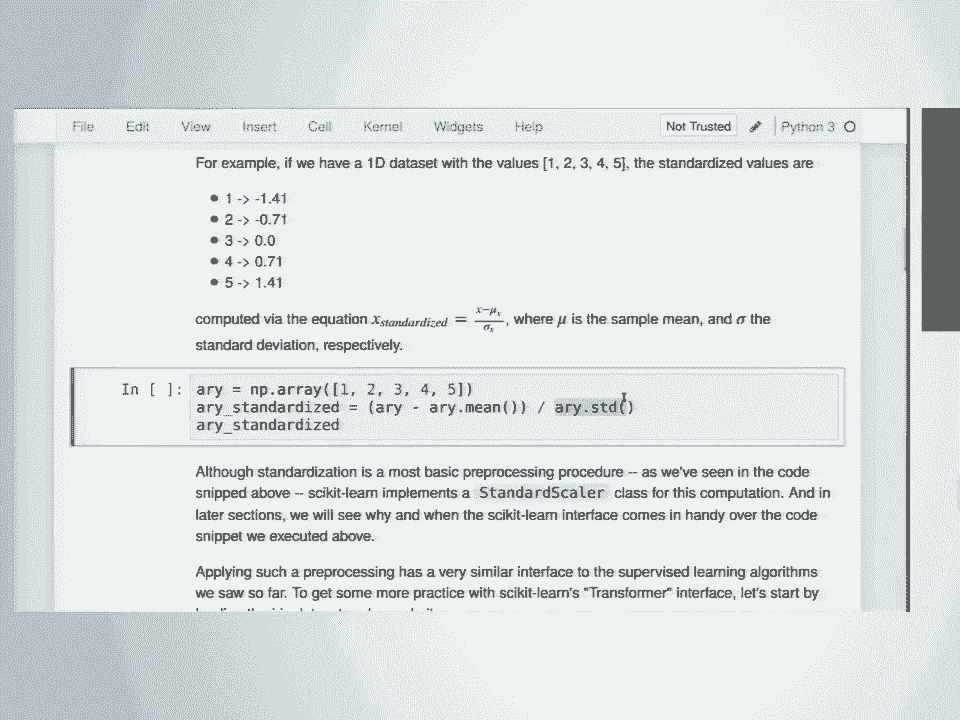 File Edit View Insert Cell Kernel Widgets Help Not Trusted Python 3
For example, if we have a 1D dataset with the values [1, 2, 3, 4, 5], the standardized values are
1 -> -1.41
2 -> -0.71
3 -> 0.0
4 -> 0.71
5 -> 1.41
computed via the equation x_standardized = (x−μ_x)/σ_x, where μ is the sample mean, and σ the
standard deviation, respectively.
In [ ]: ary = np.array([1, 2, 3, 4, 5])
ary_standardized = (ary - ary.mean()) / ary.std()
ary_standardized
Although standardization is a most basic preprocessing procedure -- as we've seen in the code
snipped above -- scikit-learn implements a StandardScaler class for this computation. And in
later sections, we will see why and when the scikit-learn interface comes in handy over the code
snippet we executed above.
Applying such a preprocessing has a very similar interface to the supervised learning algorithms
we saw so far. To get some more practice with scikit-learn's "Transformer" interface, let's start by